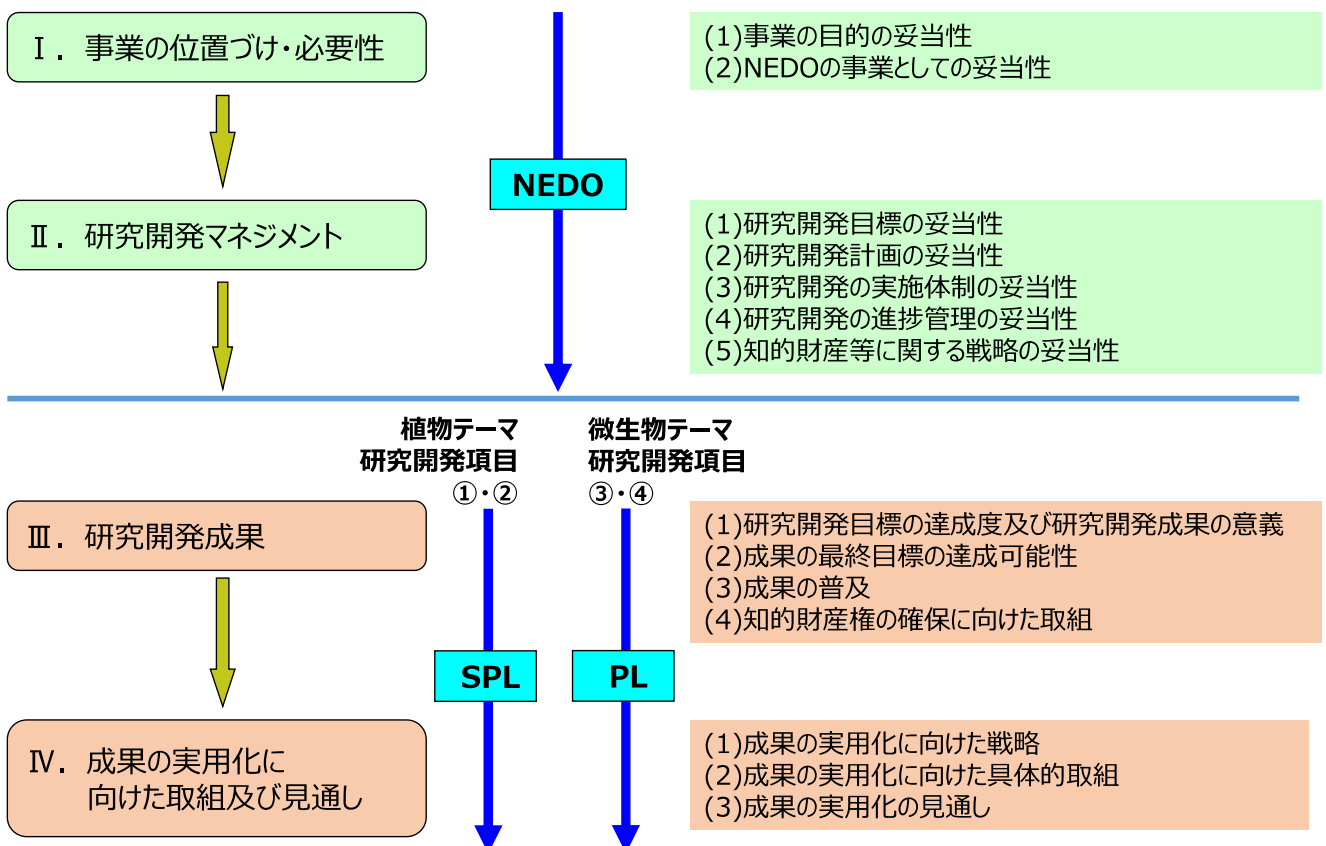 Ⅰ．事業の位置づけ・必要性
(1)事業の目的の妥当性
(2)NEDOの事業としての妥当性
NEDO
Ⅱ．研究開発マネジメント
(1)研究開発目標の妥当性
(2)研究開発計画の妥当性
(3)研究開発の実施体制の妥当性
(4)研究開発の進捗管理の妥当性
(5)知的財産等に関する戦略の妥当性
植物テーマ
研究開発項目
①・②
微生物テーマ
研究開発項目
③・④
Ⅲ．研究開発成果
(1)研究開発目標の達成度及び研究開発成果の意義
(2)成果の最終目標の達成可能性
(3)成果の普及
(4)知的財産権の確保に向けた取組
SPL
PL
Ⅳ．成果の実用化に
向けた取組及び見通し
(1)成果の実用化に向けた戦略
(2)成果の実用化に向けた具体的取組
(3)成果の実用化の見通し